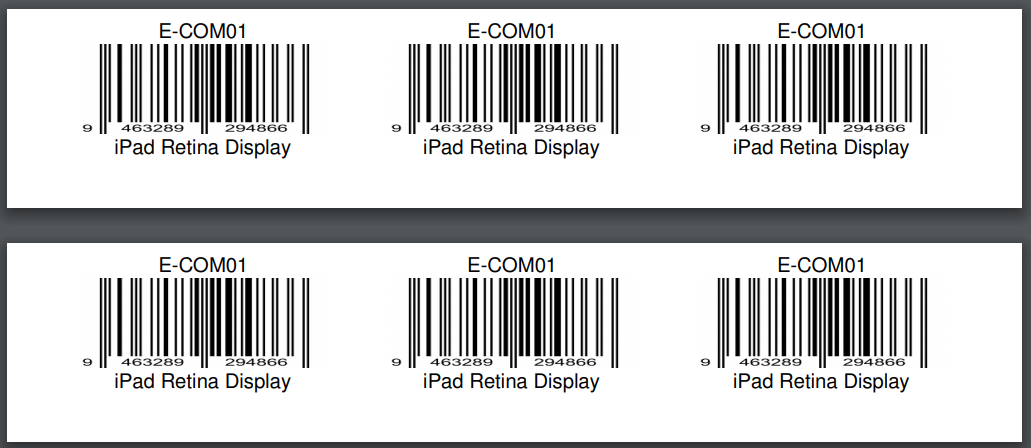 E-COM01 E-COM01 E-COM01
9 463289 294866 9 463289 294866 9 463289 294866
iPad Retina Display iPad Retina Display iPad Retina Display
E-COM01 E-COM01 E-COM01
9 463289 294866 9 463289 294866 9 463289 294866
iPad Retina Display iPad Retina Display iPad Retina Display